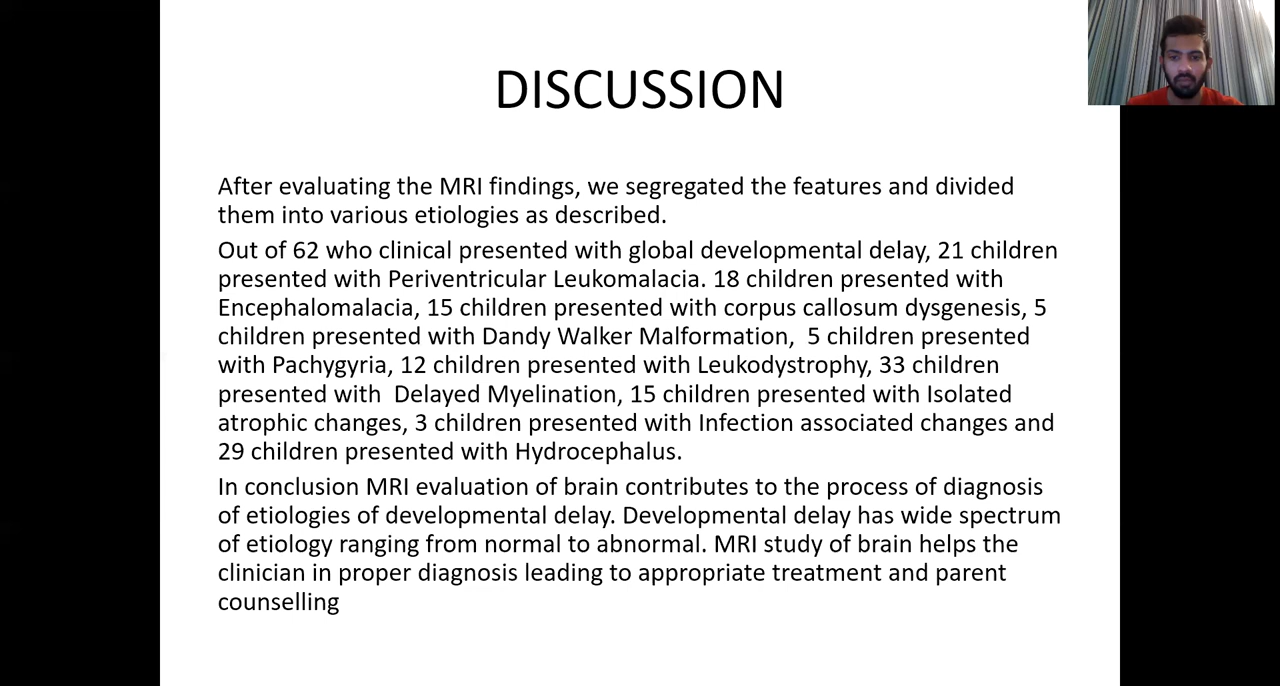 DISCUSSION
After evaluating the MRI findings, we segregated the features and divided
them into various etiologies as described.
Out of 62 who clinical presented with global developmental delay, 21 children
presented with Periventricular Leukomalacia. 18 children presented with
Encephalomalacia, 15 children presented with corpus callosum dysgenesis, 5
children presented with Dandy Walker Malformation,  5 children presented
with Pachygyria, 12 children presented with Leukodystrophy, 33 children
presented with  Delayed Myelination, 15 children presented with Isolated
atrophic changes, 3 children presented with Infection associated changes and
29 children presented with Hydrocephalus.
In conclusion MRI evaluation of brain contributes to the process of diagnosis
of etiologies of developmental delay. Developmental delay has wide spectrum
of etiology ranging from normal to abnormal. MRI study of brain helps the
clinician in proper diagnosis leading to appropriate treatment and parent
counselling